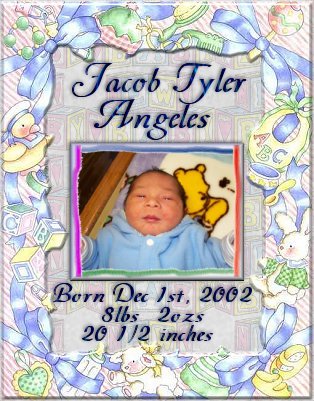 Jacob Tyler
Angeles
Born Dec 1st, 2002
8lbs 2ozs
20 1/2 inches
A
B C